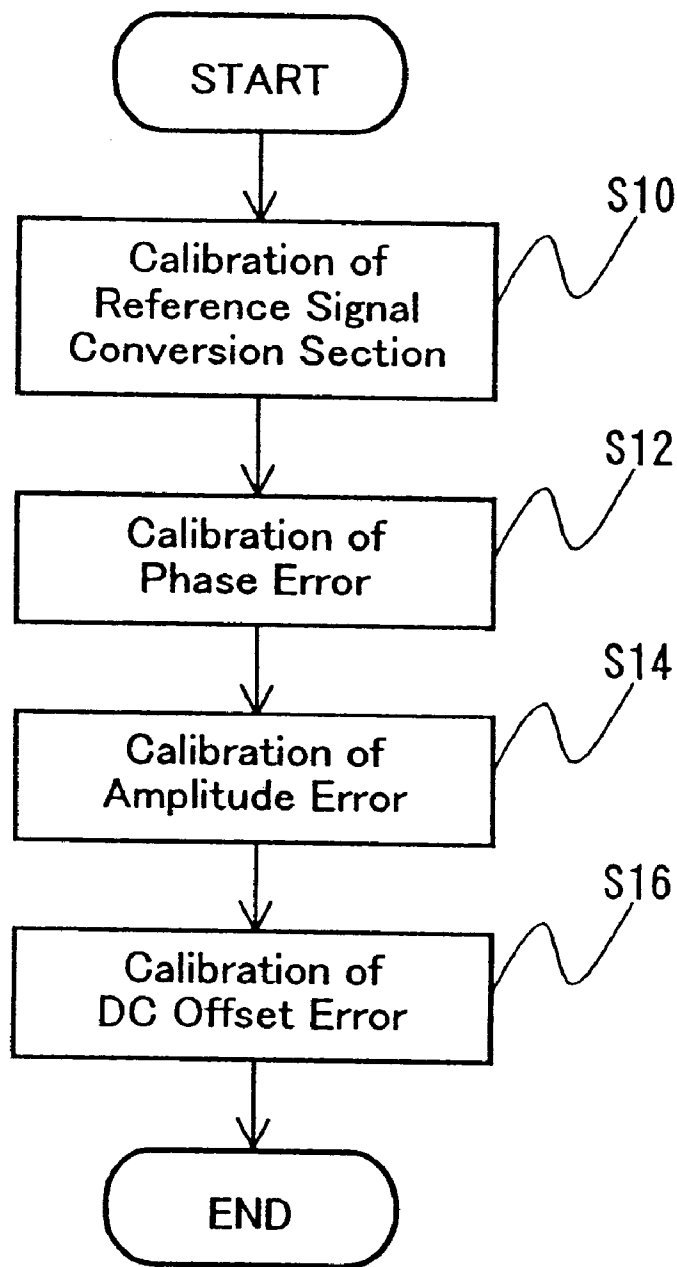 START
S10
Calibration of
Reference Signal
Conversion Section
S12
Calibration of
Phase Error
S14
Calibration of
Amplitude Error
S16
Calibration of
DC Offset Error
END